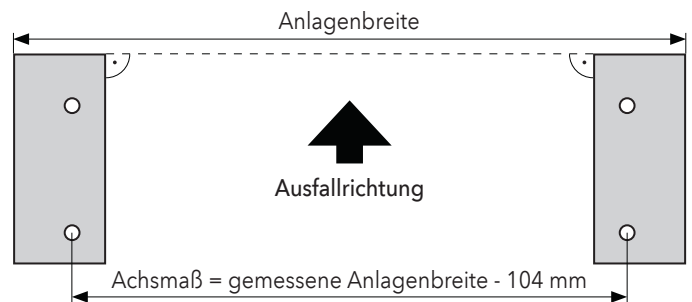 Anlagenbreite
Ausfallrichtung
Achsmaß = gemessene Anlagenbreite - 104 mm